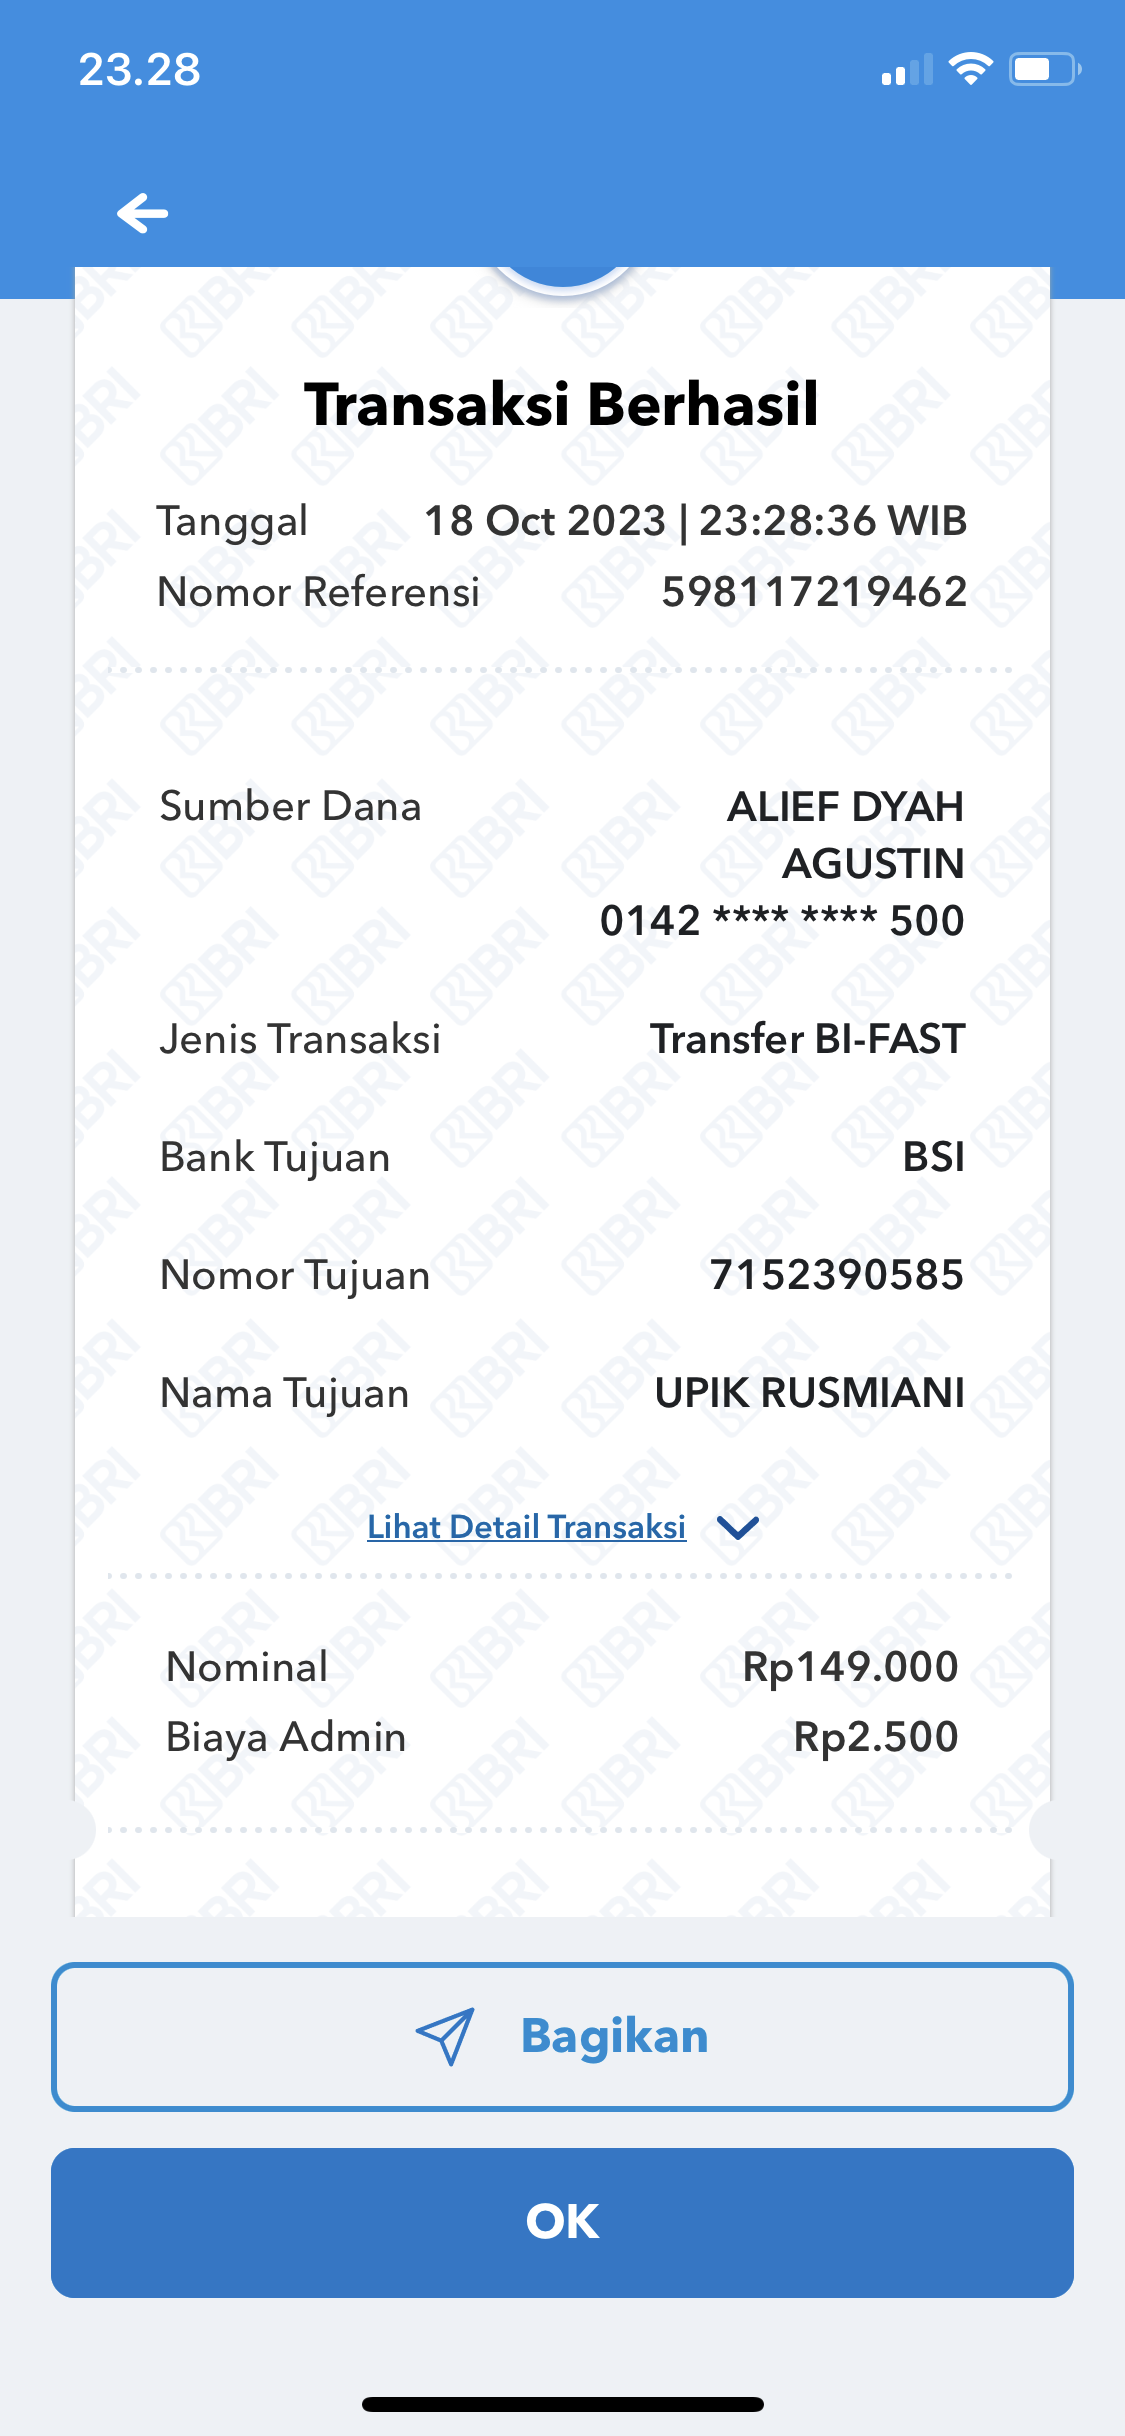 23.28
Transaksi Berhasil
Tanggal 18 Oct 2023 | 23:28:36 WIB
Nomor Referensi 598117219462
Sumber Dana ALIEF DYAH
AGUSTIN
0142 **** **** 500
Jenis Transaksi Transfer BI-FAST
Bank Tujuan BSI
Nomor Tujuan 7152390585
Nama Tujuan UPIK RUSMIANI
Lihat Detail Transaksi
Nominal Rp149.000
Biaya Admin Rp2.500
Bagikan
OK